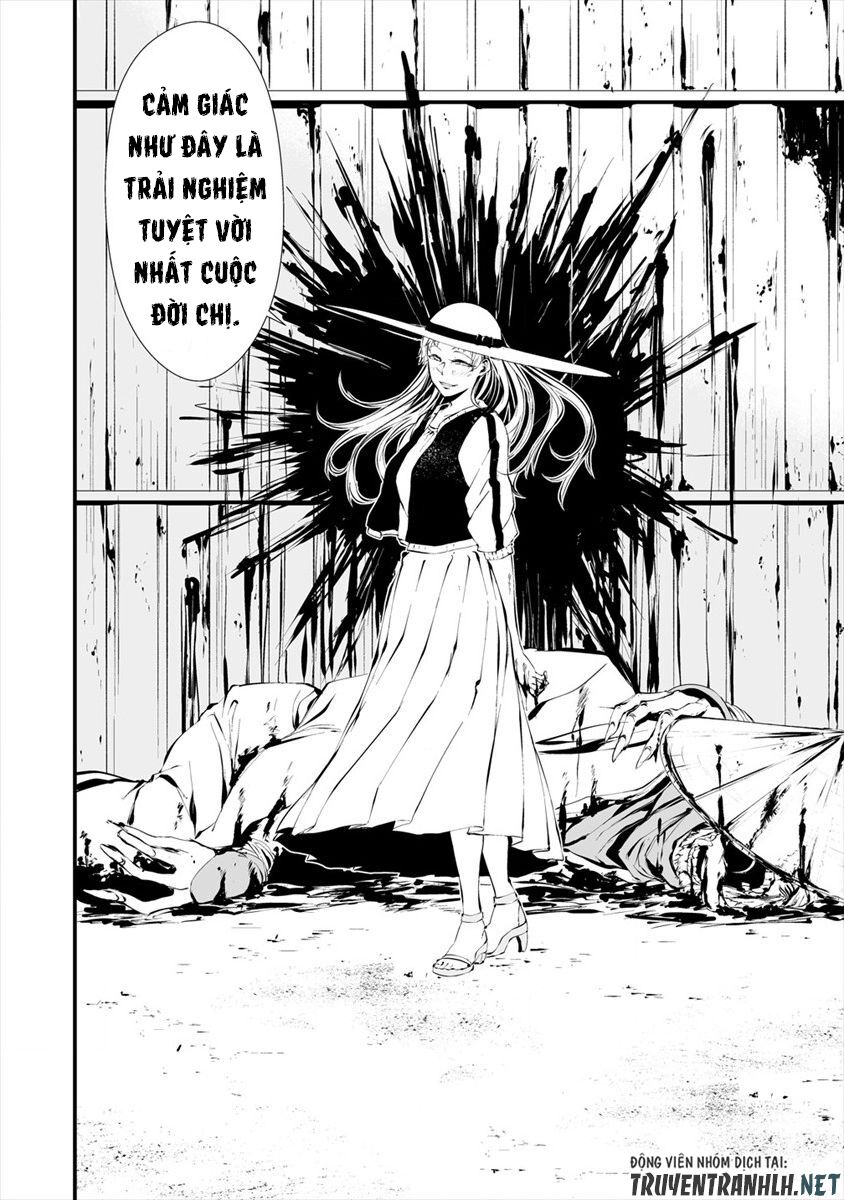 CẢM GIÁC
NHƯ ĐÂY LÀ
TRẢI NGHIỆM
TUYỆT VỜI
NHẤT CUỘC
ĐỜI CHỊ.
ĐỘNG VIÊN NHÓM DỊCH TẠI:
TRUYENTRANHLH.NET